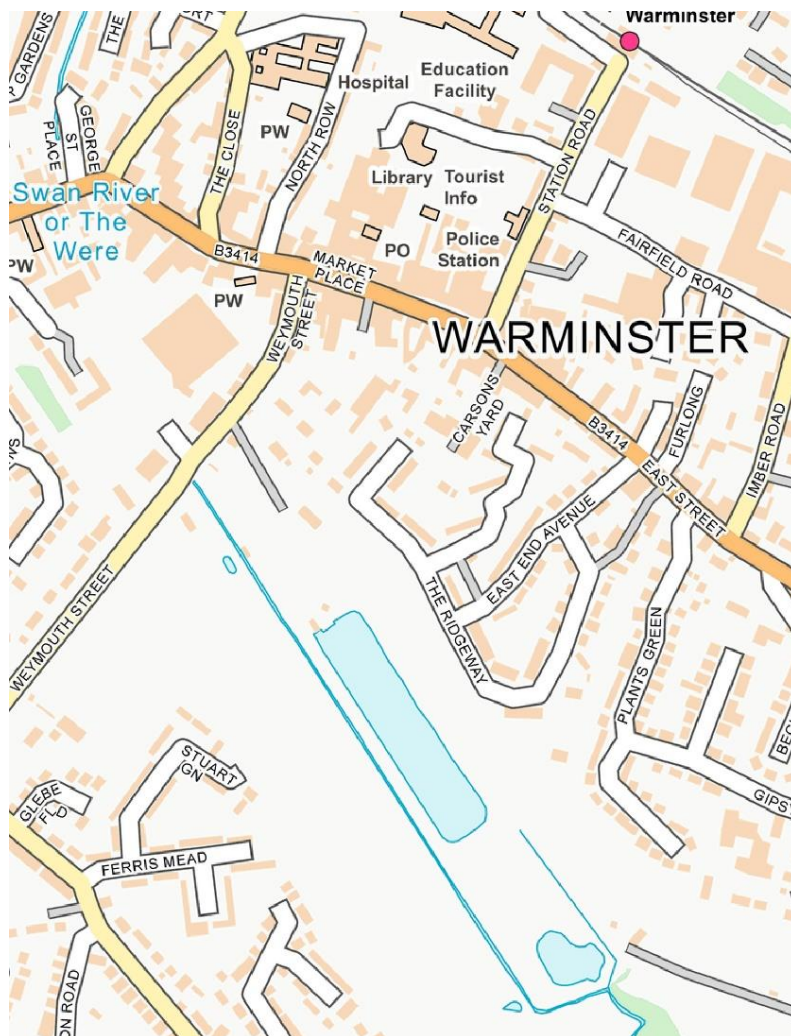 Warminster
THE
P GARDENS
Hospital
Education
Facility
PW
GEORGE
ST
PLACE
THE CLOSE
NORTH ROW
Library
Tourist
Info
STATION ROAD
Swan River
or The
Were
PO
Police
Station
FAIRFIELD ROAD
PW
B3414
MARKET
PLACE
PW
WEYMOUTH
STREET
WARMINSTER
CARSONS
YARD
B3414
FURLONG
IMBER ROAD
EAST STREET
EAST END AVENUE
THE RIDGEWAY
WEYMOUTH STREET
PLANTS GREEN
STUART
GN
GLEBE
FLD
GIPSY
FERRIS MEAD
ON ROAD